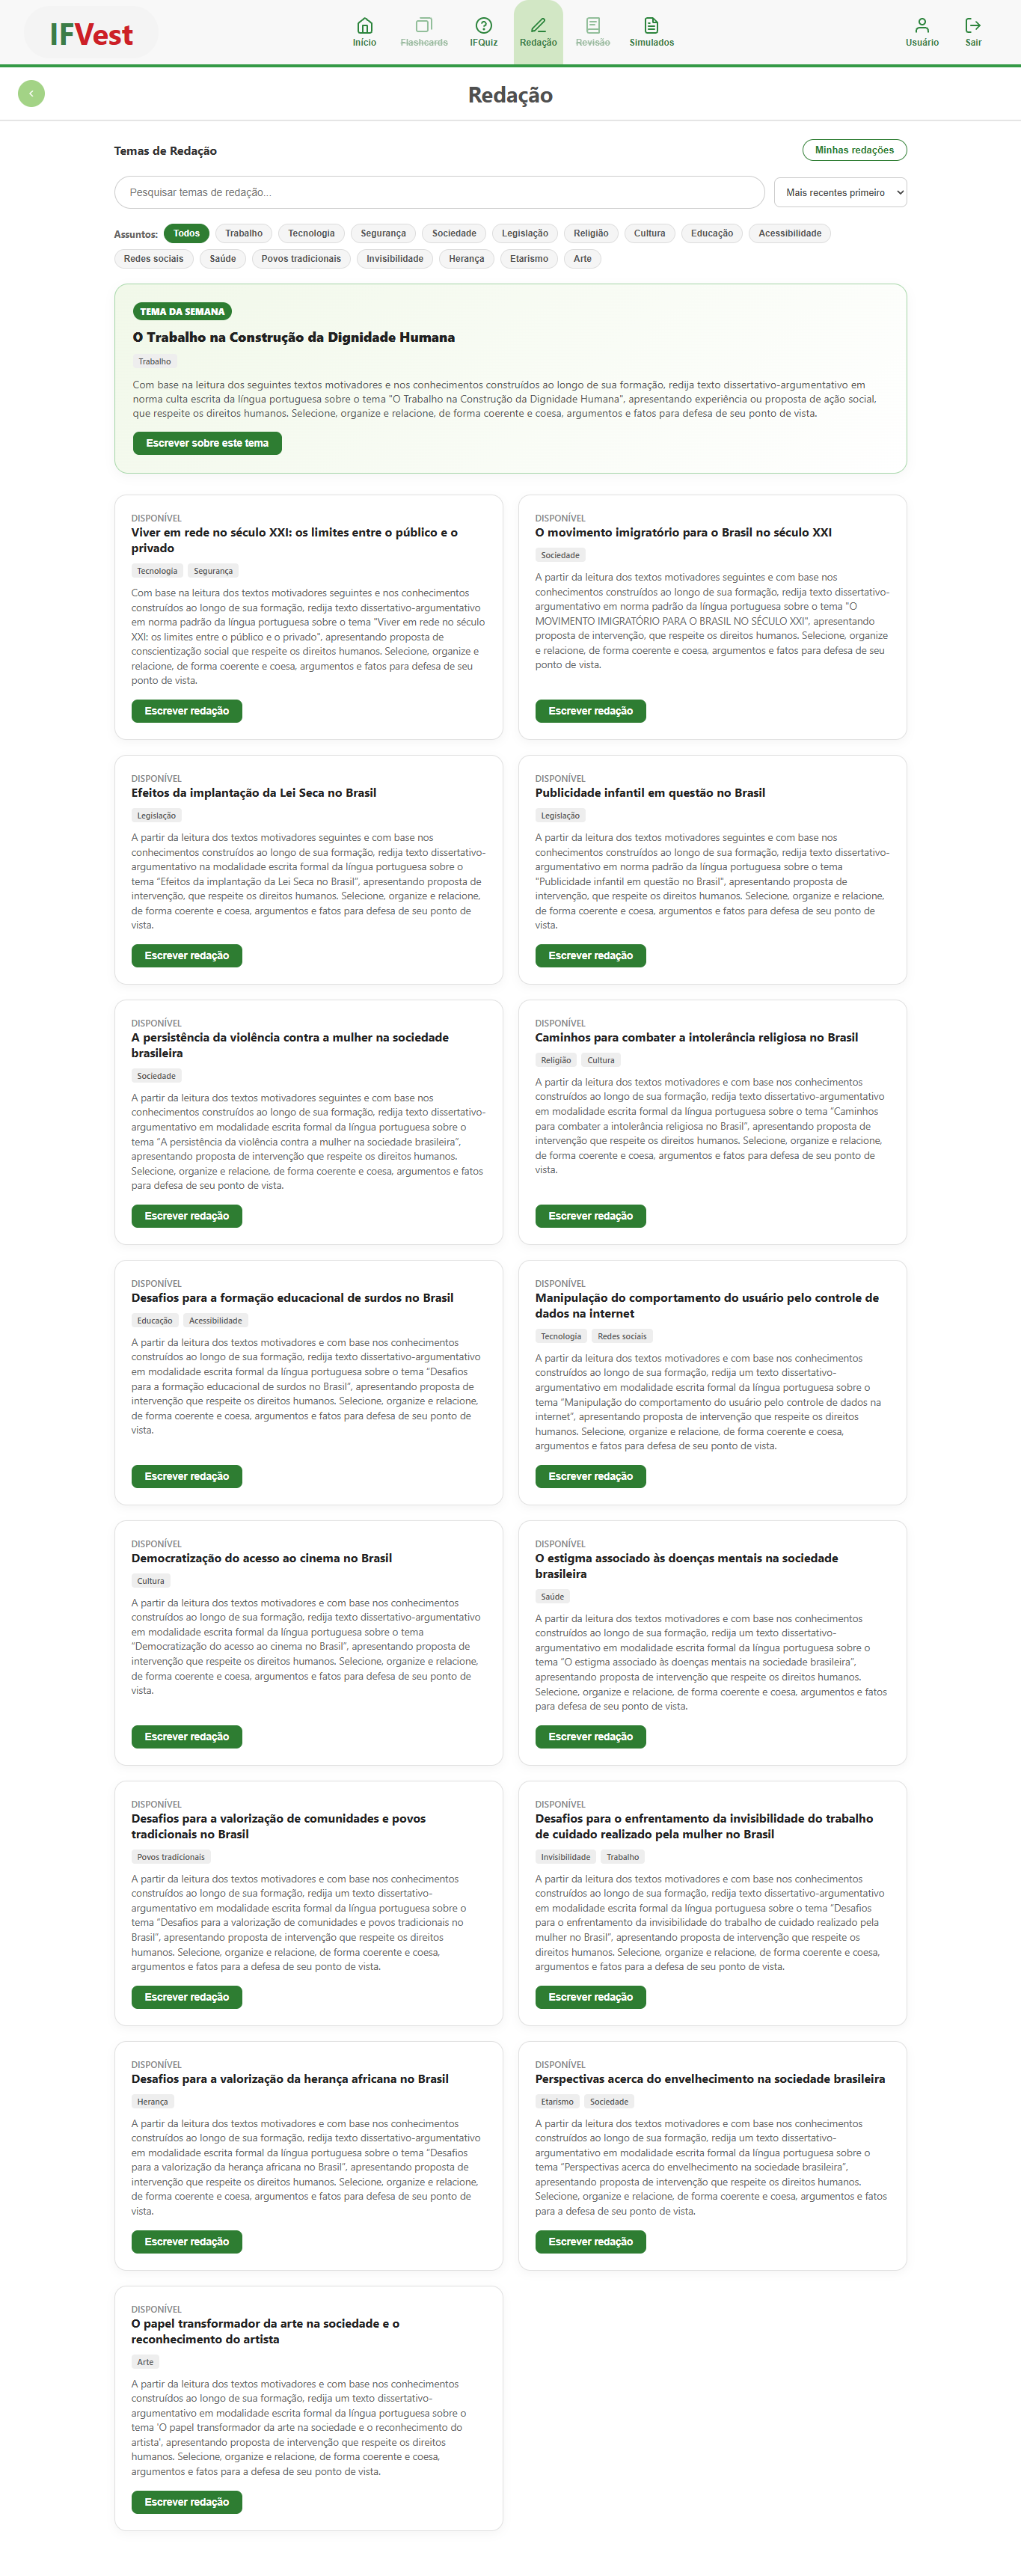 IFVest
Início
Flashcards
IFQuiz
Redação
Revisão
Simulados
Usuário
Sair
Redação
Temas de Redação
Minhas redações
Pesquisar temas de redação...
Mais recentes primeiro
Assuntos: Todos Trabalho Tecnologia Segurança Sociedade Legislação Religião Cultura Educação Acessibilidade
Redes sociais Saúde Povos tradicionais Invisibilidade Herança Etarismo Arte
TEMA DA SEMANA
O Trabalho na Construção da Dignidade Humana
Trabalho
Com base na leitura dos seguintes textos motivadores e nos conhecimentos construídos ao longo de sua formação, redija texto dissertativo-argumentativo em
norma culta escrita da língua portuguesa sobre o tema "O Trabalho na Construção da Dignidade Humana", apresentando experiência ou proposta de ação social,
que respeite os direitos humanos. Selecione, organize e relacione, de forma coerente e coesa, argumentos e fatos para defesa de seu ponto de vista.
Escrever sobre este tema
DISPONÍVEL
Viver em rede no século XXI: os limites entre o público e o
privado
Tecnologia Segurança
Com base na leitura dos textos motivadores seguintes e nos conhecimentos
construídos ao longo de sua formação, redija texto dissertativo-argumentativo
em norma padrão da língua portuguesa sobre o tema "Viver em rede no século
XXI: os limites entre o público e o privado", apresentando proposta de
conscientização social que respeite os direitos humanos. Selecione, organize e
relacione, de forma coerente e coesa, argumentos e fatos para defesa de seu
ponto de vista.
Escrever redação
DISPONÍVEL
O movimento imigratório para o Brasil no século XXI
Sociedade
A partir da leitura dos textos motivadores seguintes e com base nos
conhecimentos construídos ao longo de sua formação, redija texto dissertativo-
argumentativo em norma padrão da língua portuguesa sobre o tema "O
MOVIMENTO IMIGRATÓRIO PARA O BRASIL NO SÉCULO XXI", apresentando
proposta de intervenção, que respeite os direitos humanos. Selecione, organize
e relacione, de forma coerente e coesa, argumentos e fatos para defesa de seu
ponto de vista.
Escrever redação
DISPONÍVEL
Efeitos da implantação da Lei Seca no Brasil
Legislação
A partir da leitura dos textos motivadores seguintes e com base nos
conhecimentos construídos ao longo de sua formação, redija texto dissertativo-
argumentativo na modalidade escrita formal da língua portuguesa sobre o
tema "Efeitos da implantação da Lei Seca no Brasil", apresentando proposta de
intervenção, que respeite os direitos humanos. Selecione, organize e relacione,
de forma coerente e coesa, argumentos e fatos para defesa de seu ponto de
vista.
Escrever redação
DISPONÍVEL
Publicidade infantil em questão no Brasil
Legislação
A partir da leitura dos textos motivadores seguintes e com base nos
conhecimentos construídos ao longo de sua formação, redija texto dissertativo-
argumentativo em norma padrão da língua portuguesa sobre o tema
"Publicidade infantil em questão no Brasil", apresentando proposta de
intervenção, que respeite os direitos humanos. Selecione, organize e relacione,
de forma coerente e coesa, argumentos e fatos para defesa de seu ponto de
vista.
Escrever redação
DISPONÍVEL
A persistência da violência contra a mulher na sociedade
brasileira
Sociedade
A partir da leitura dos textos motivadores seguintes e com base nos
conhecimentos construídos ao longo de sua formação, redija texto dissertativo-
argumentativo em modalidade escrita formal da língua portuguesa sobre o
tema "A persistência da violência contra a mulher na sociedade brasileira",
apresentando proposta de intervenção que respeite os direitos humanos.
Selecione, organize e relacione, de forma coerente e coesa, argumentos e fatos
para defesa de seu ponto de vista.
Escrever redação
DISPONÍVEL
Caminhos para combater a intolerância religiosa no Brasil
Religião Cultura
A partir da leitura dos textos motivadores e com base nos conhecimentos
construídos ao longo de sua formação, redija texto dissertativo-argumentativo
em modalidade escrita formal da língua portuguesa sobre o tema "Caminhos
para combater a intolerância religiosa no Brasil", apresentando proposta de
intervenção que respeite os direitos humanos. Selecione, organize e relacione,
de forma coerente e coesa, argumentos e fatos para defesa de seu ponto de
vista.
Escrever redação
DISPONÍVEL
Desafios para a formação educacional de surdos no Brasil
Educação Acessibilidade
A partir da leitura dos textos motivadores e com base nos conhecimentos
construídos ao longo de sua formação, redija texto dissertativo-argumentativo
em modalidade escrita formal da língua portuguesa sobre o tema "Desafios
para a formação educacional de surdos no Brasil", apresentando proposta de
intervenção que respeite os direitos humanos. Selecione, organize e relacione,
de forma coerente e coesa, argumentos e fatos para defesa de seu ponto de
vista.
Escrever redação
DISPONÍVEL
Manipulação do comportamento do usuário pelo controle de
dados na internet
Tecnologia Redes sociais
A partir da leitura dos textos motivadores e com base nos conhecimentos
construídos ao longo de sua formação, redija um texto dissertativo-
argumentativo em modalidade escrita formal da língua portuguesa sobre o
tema "Manipulação do comportamento do usuário pelo controle de dados na
internet", apresentando proposta de intervenção que respeite os direitos
humanos. Selecione, organize e relacione, de forma coerente e coesa,
argumentos e fatos para defesa de seu ponto de vista.
Escrever redação
DISPONÍVEL
Democratização do acesso ao cinema no Brasil
Cultura
A partir da leitura dos textos motivadores e com base nos conhecimentos
construídos ao longo de sua formação, redija texto dissertativo-argumentativo
em modalidade escrita formal da língua portuguesa sobre o tema
"Democratização do acesso ao cinema no Brasil", apresentando proposta de
intervenção que respeite os direitos humanos. Selecione, organize e relacione,
de forma coerente e coesa, argumentos e fatos para defesa de seu ponto de
vista.
Escrever redação
DISPONÍVEL
O estigma associado às doenças mentais na sociedade
brasileira
Saúde
A partir da leitura dos textos motivadores e com base nos conhecimentos
construídos ao longo de sua formação, redija um texto dissertativo-
argumentativo em modalidade escrita formal da língua portuguesa sobre o
tema "O estigma associado às doenças mentais na sociedade brasileira",
apresentando proposta de intervenção que respeite os direitos humanos.
Selecione, organize e relacione, de forma coerente e coesa, argumentos e fatos
para defesa de seu ponto de vista.
Escrever redação
DISPONÍVEL
Desafios para a valorização de comunidades e povos
tradicionais no Brasil
Povos tradicionais
A partir da leitura dos textos motivadores e com base nos conhecimentos
construídos ao longo de sua formação, redija um texto dissertativo-
argumentativo em modalidade escrita formal da língua portuguesa sobre o
tema "Desafios para a valorização de comunidades e povos tradicionais no
Brasil", apresentando proposta de intervenção que respeite os direitos
humanos. Selecione, organize e relacione, de forma coerente e coesa,
argumentos e fatos para a defesa de seu ponto de vista.
Escrever redação
DISPONÍVEL
Desafios para o enfrentamento da invisibilidade do trabalho
de cuidado realizado pela mulher no Brasil
Invisibilidade Trabalho
A partir da leitura dos textos motivadores e com base nos conhecimentos
construídos ao longo de sua formação, redija texto dissertativo-argumentativo
em modalidade escrita formal da língua portuguesa sobre o tema "Desafios
para o enfrentamento da invisibilidade do trabalho de cuidado realizado pela
mulher no Brasil", apresentando proposta de intervenção que respeite os
direitos humanos. Selecione, organize e relacione, de forma coerente e coesa,
argumentos e fatos para a defesa de seu ponto de vista.
Escrever redação
DISPONÍVEL
Desafios para a valorização da herança africana no Brasil
Herança
A partir da leitura dos textos motivadores e com base nos conhecimentos
construídos ao longo de sua formação, redija texto dissertativo-argumentativo
em modalidade escrita formal da língua portuguesa sobre o tema "Desafios
para a valorização da herança africana no Brasil", apresentando proposta de
intervenção que respeite os direitos humanos. Selecione, organize e relacione,
de forma coerente e coesa, argumentos e fatos para a defesa de seu ponto de
vista.
Escrever redação
DISPONÍVEL
Perspectivas acerca do envelhecimento na sociedade brasileira
Etarismo Sociedade
A partir da leitura dos textos motivadores e com base nos conhecimentos
construídos ao longo de sua formação, redija um texto dissertativo-
argumentativo em modalidade escrita formal da língua portuguesa sobre o
tema "Perspectivas acerca do envelhecimento na sociedade brasileira",
apresentando proposta de intervenção que respeite os direitos humanos.
Selecione, organize e relacione, de forma coerente e coesa, argumentos e fatos
para a defesa de seu ponto de vista.
Escrever redação
DISPONÍVEL
O papel transformador da arte na sociedade e o
reconhecimento do artista
Arte
A partir da leitura dos textos motivadores e com base nos conhecimentos
construídos ao longo de sua formação, redija um texto dissertativo-
argumentativo em modalidade escrita formal da língua portuguesa sobre o
tema 'O papel transformador da arte na sociedade e o reconhecimento do
artista', apresentando proposta de intervenção que respeite os direitos
humanos. Selecione, organize e relacione, de forma coerente e coesa,
argumentos e fatos para a defesa de seu ponto de vista.
Escrever redação